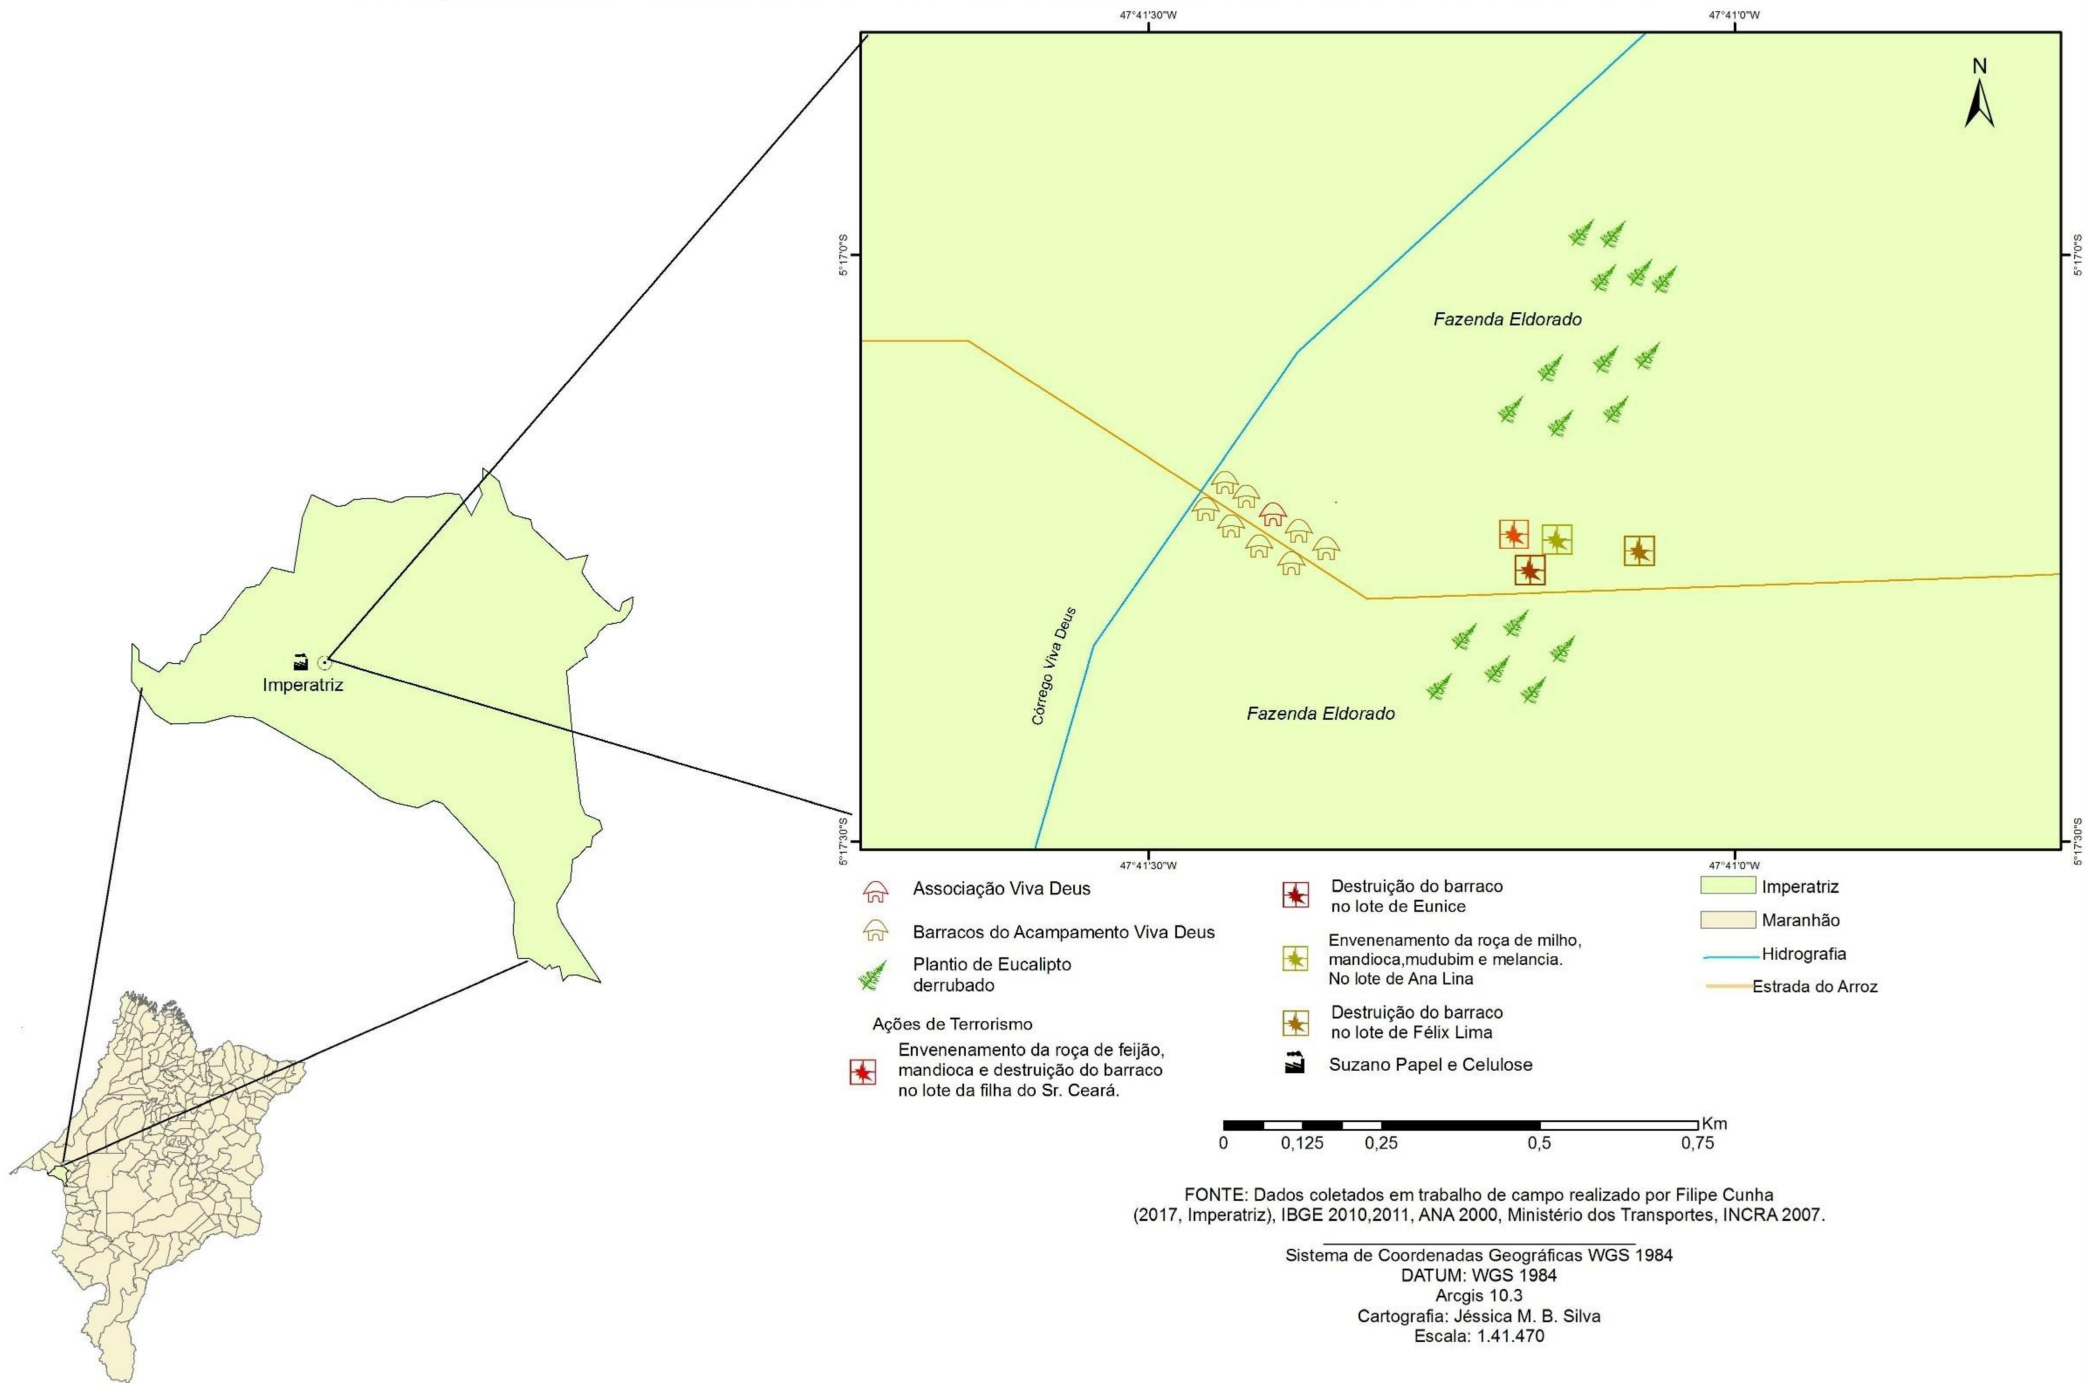 47°41'30"W
47°41'0"W
N
5°17'0"S
5°17'0"S
Fazenda Eldorado
Córrego Viva Deus
Fazenda Eldorado
Imperatriz
5°17'30"S
5°17'30"S
47°41'30"W
47°41'0"W
Associação Viva Deus
Barracos do Acampamento Viva Deus
Plantio de Eucalipto
derrubado
Ações de Terrorismo
Envenenamento da roça de feijão,
mandioca e destruição do barraco
no lote da filha do Sr. Ceará.
Destruição do barraco
no lote de Eunice
Envenenamento da roça de milho,
mandioca,mudubim e melancia.
No lote de Ana Lina
Destruição do barraco
no lote de Félix Lima
Suzano Papel e Celulose
Imperatriz
Maranhão
Hidrografia
Estrada do Arroz
Km
0 0,125 0,25 0,5 0,75
FONTE: Dados coletados em trabalho de campo realizado por Filipe Cunha
(2017, Imperatriz), IBGE 2010,2011, ANA 2000, Ministério dos Transportes, INCRA 2007.
Sistema de Coordenadas Geográficas WGS 1984
DATUM: WGS 1984
Arcgis 10.3
Cartografia: Jéssica M. B. Silva
Escala: 1.41.470